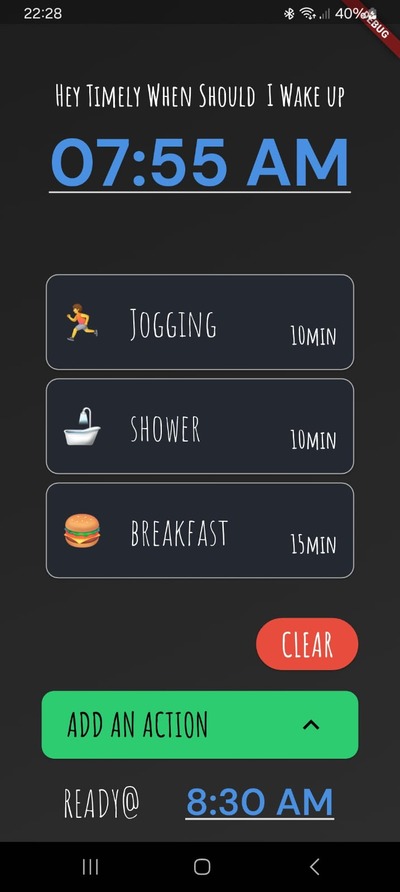 22:28
40%
DEBUG
Hey Timely When Should I Wake up
07:55 AM
Jogging
10min
SHOWER
10min
BREAKFAST
15min
CLEAR
ADD AN ACTION
READY@
8:30 AM